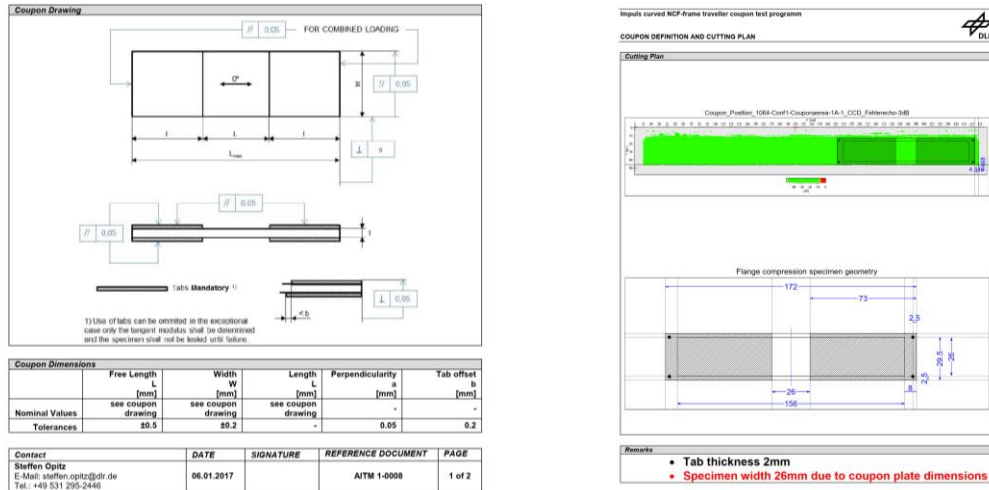 Coupon Drawing
// 0.05
FOR COMBINED LOADING
0°
W
// 0,05
l L l
Lmax
⊥ a
// 0.05
// 0,05
t
Tabs Mandatory 1)
< b
⊥ 0,05
1) Use of tabs can be ommited in the exceptional
case only the tangent modulus shall be determined
and the specimen shall not be tested until failure.
Coupon Dimensions
Free Length Width Length Perpendicularity Tab offset
L W L a b
[mm] [mm] [mm] [mm] [mm]
Nominal Values see coupon drawing see coupon drawing see coupon drawing - -
Tolerances ±0.5 ±0.2 - 0.05 0.2
Contact DATE SIGNATURE REFERENCE DOCUMENT PAGE
Steffen Opitz
E-Mail: steffen.opitz@dlr.de 06.01.2017 AITM 1-0008 1 of 2
Tel.: +49 531 295-2446
Impuls curved NCF-frame traveller coupon test programm
DLR
COUPON DEFINITION AND CUTTING PLAN
Cutting Plan
Coupon_Position_1064-Conf1-Couponarea-1A-1_CCD_Fehlerecho-3dB
Flange compression specimen geometry
172
73
2,5
29.5
26
2,5
26
8
156
Remarks
• Tab thickness 2mm
• Specimen width 26mm due to coupon plate dimensions